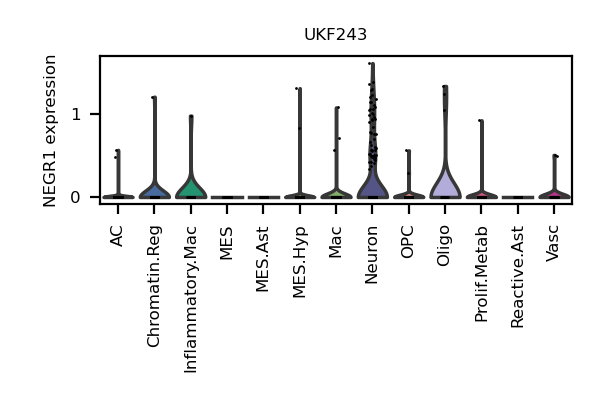 UKF243
NEGR1 expression
1
0
AC
Chromatin.Reg
Inflammatory.Mac
MES
MES.Ast
MES.Hyp
Mac
Neuron
OPC
Oligo
Prolif.Metab
Reactive.Ast
Vasc